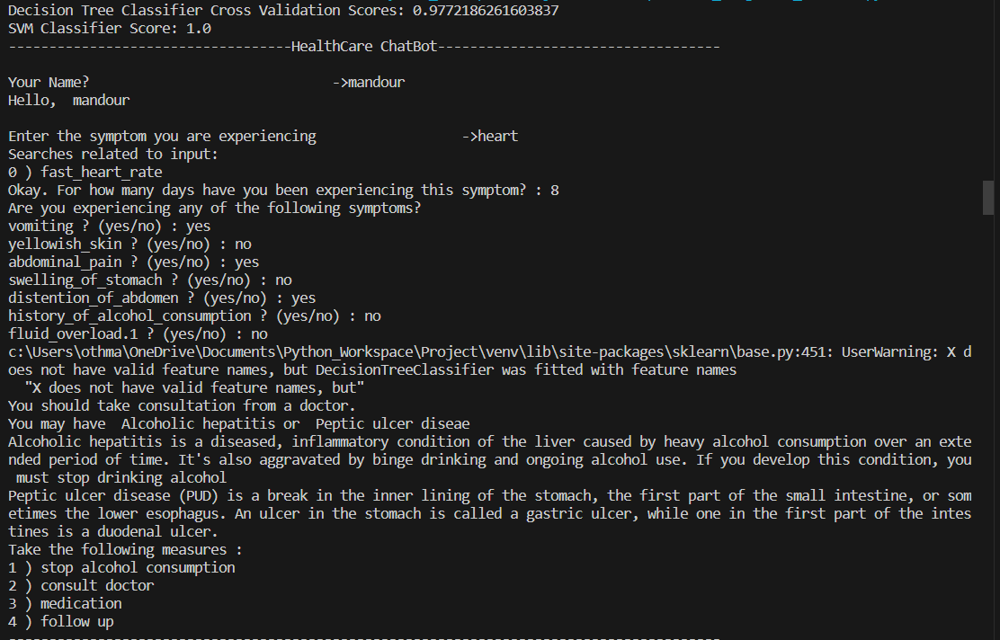 Decision Tree Classifier Cross Validation Scores: 0.9772186261603837
SVM Classifier Score: 1.0
-----------------------------------HealthCare ChatBot-----------------------------------
Your Name? ->mandour
Hello,  mandour
Enter the symptom you are experiencing ->heart
Searches related to input:
0 ) fast_heart_rate
Okay. For how many days have you been experiencing this symptom? : 8
Are you experiencing any of the following symptoms?
vomiting ? (yes/no) : yes
yellowish_skin ? (yes/no) : no
abdominal_pain ? (yes/no) : yes
swelling_of_stomach ? (yes/no) : no
distention_of_abdomen ? (yes/no) : yes
history_of_alcohol_consumption ? (yes/no) : no
fluid_overload.1 ? (yes/no) : no
c:\Users\othma\OneDrive\Documents\Python_Workspace\Project\venv\lib\site-packages\sklearn\base.py:451: UserWarning: X d
oes not have valid feature names, but DecisionTreeClassifier was fitted with feature names
  "X does not have valid feature names, but"
You should take consultation from a doctor.
You may have  Alcoholic hepatitis or  Peptic ulcer diseae
Alcoholic hepatitis is a diseased, inflammatory condition of the liver caused by heavy alcohol consumption over an exte
nded period of time. It's also aggravated by binge drinking and ongoing alcohol use. If you develop this condition, you
 must stop drinking alcohol
Peptic ulcer disease (PUD) is a break in the inner lining of the stomach, the first part of the small intestine, or som
etimes the lower esophagus. An ulcer in the stomach is called a gastric ulcer, while one in the first part of the intes
tines is a duodenal ulcer.
Take the following measures :
1 ) stop alcohol consumption
2 ) consult doctor
3 ) medication
4 ) follow up